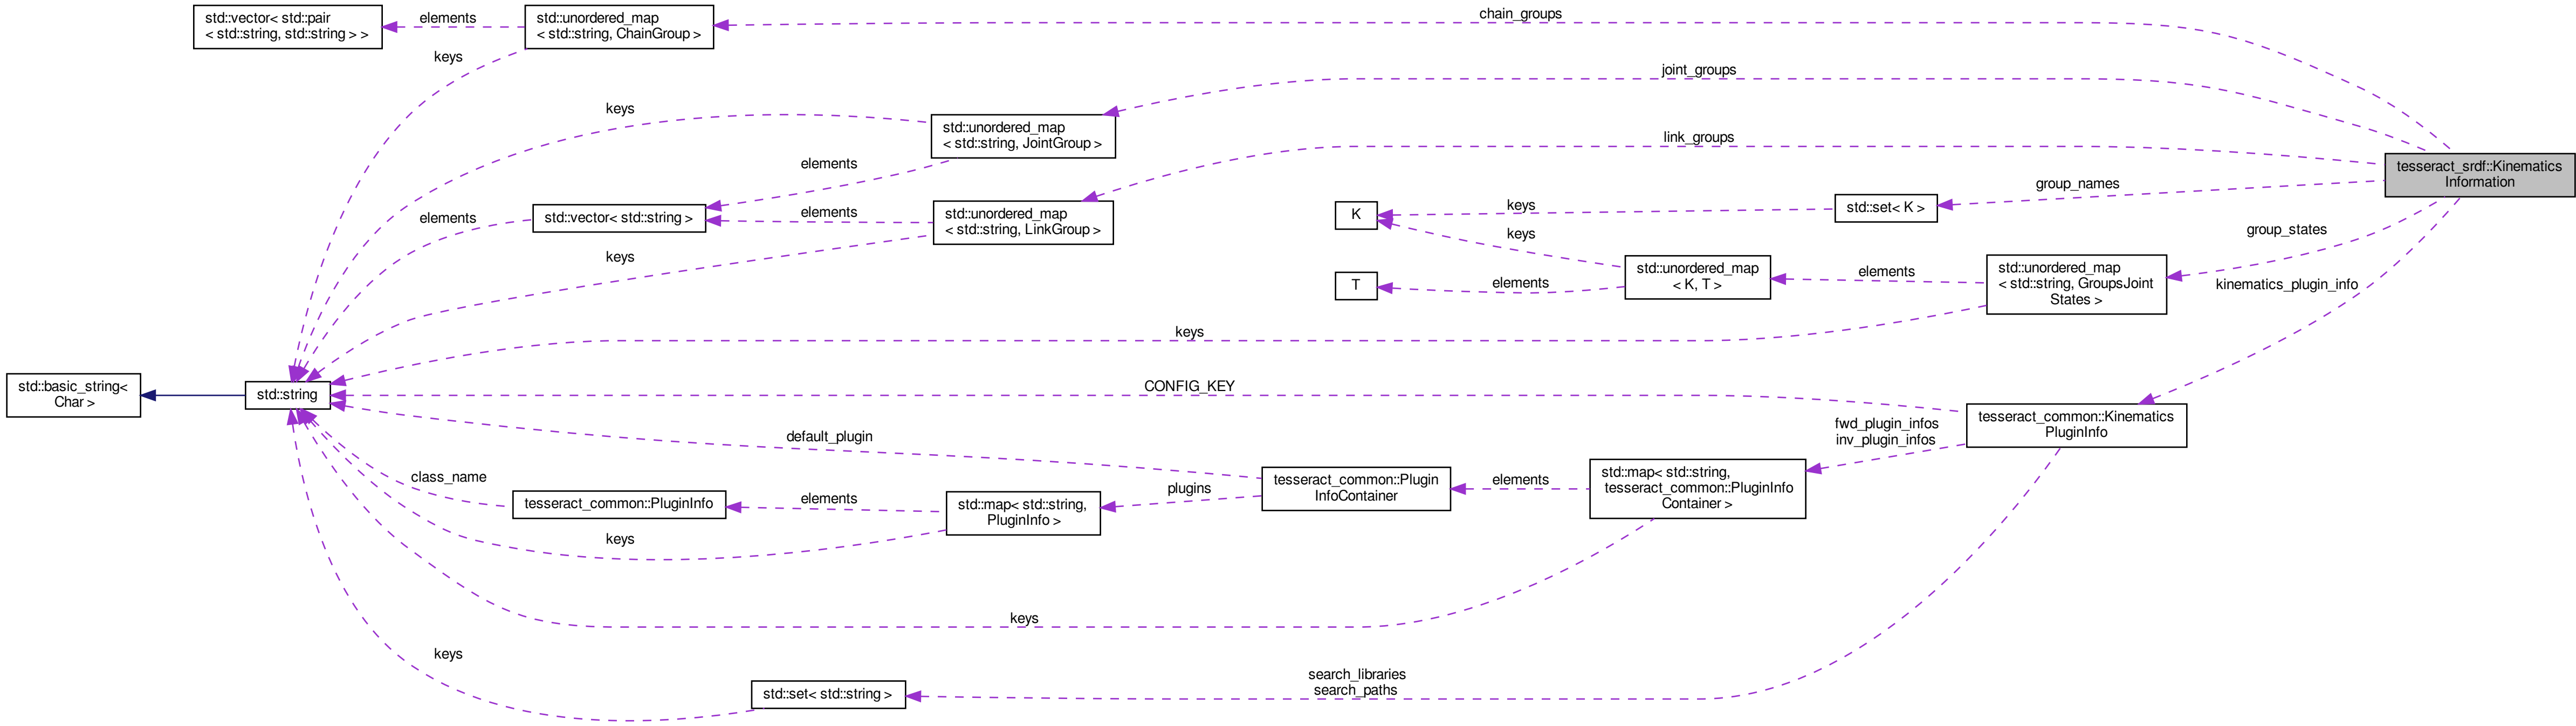 std::vector< std::pair
< std::string, std::string > >
elements
std::unordered_map
< std::string, ChainGroup >
chain_groups
keys
joint_groups
keys
std::unordered_map
< std::string, JointGroup >
link_groups
elements
tesseract_srdf::Kinematics
Information
group_names
std::set< K >
keys
K
elements
std::vector< std::string >
elements
std::unordered_map
< std::string, LinkGroup >
keys
group_states
keys
std::unordered_map
< K, T >
elements
T
elements
std::unordered_map
< std::string, GroupsJoint
States >
kinematics_plugin_info
keys
std::basic_string<
Char >
std::string
CONFIG_KEY
tesseract_common::Kinematics
PluginInfo
default_plugin
fwd_plugin_infos
inv_plugin_infos
class_name
tesseract_common::PluginInfo
elements
std::map< std::string,
PluginInfo >
plugins
tesseract_common::Plugin
InfoContainer
elements
std::map< std::string,
tesseract_common::PluginInfo
Container >
keys
keys
keys
std::set< std::string >
search_libraries
search_paths